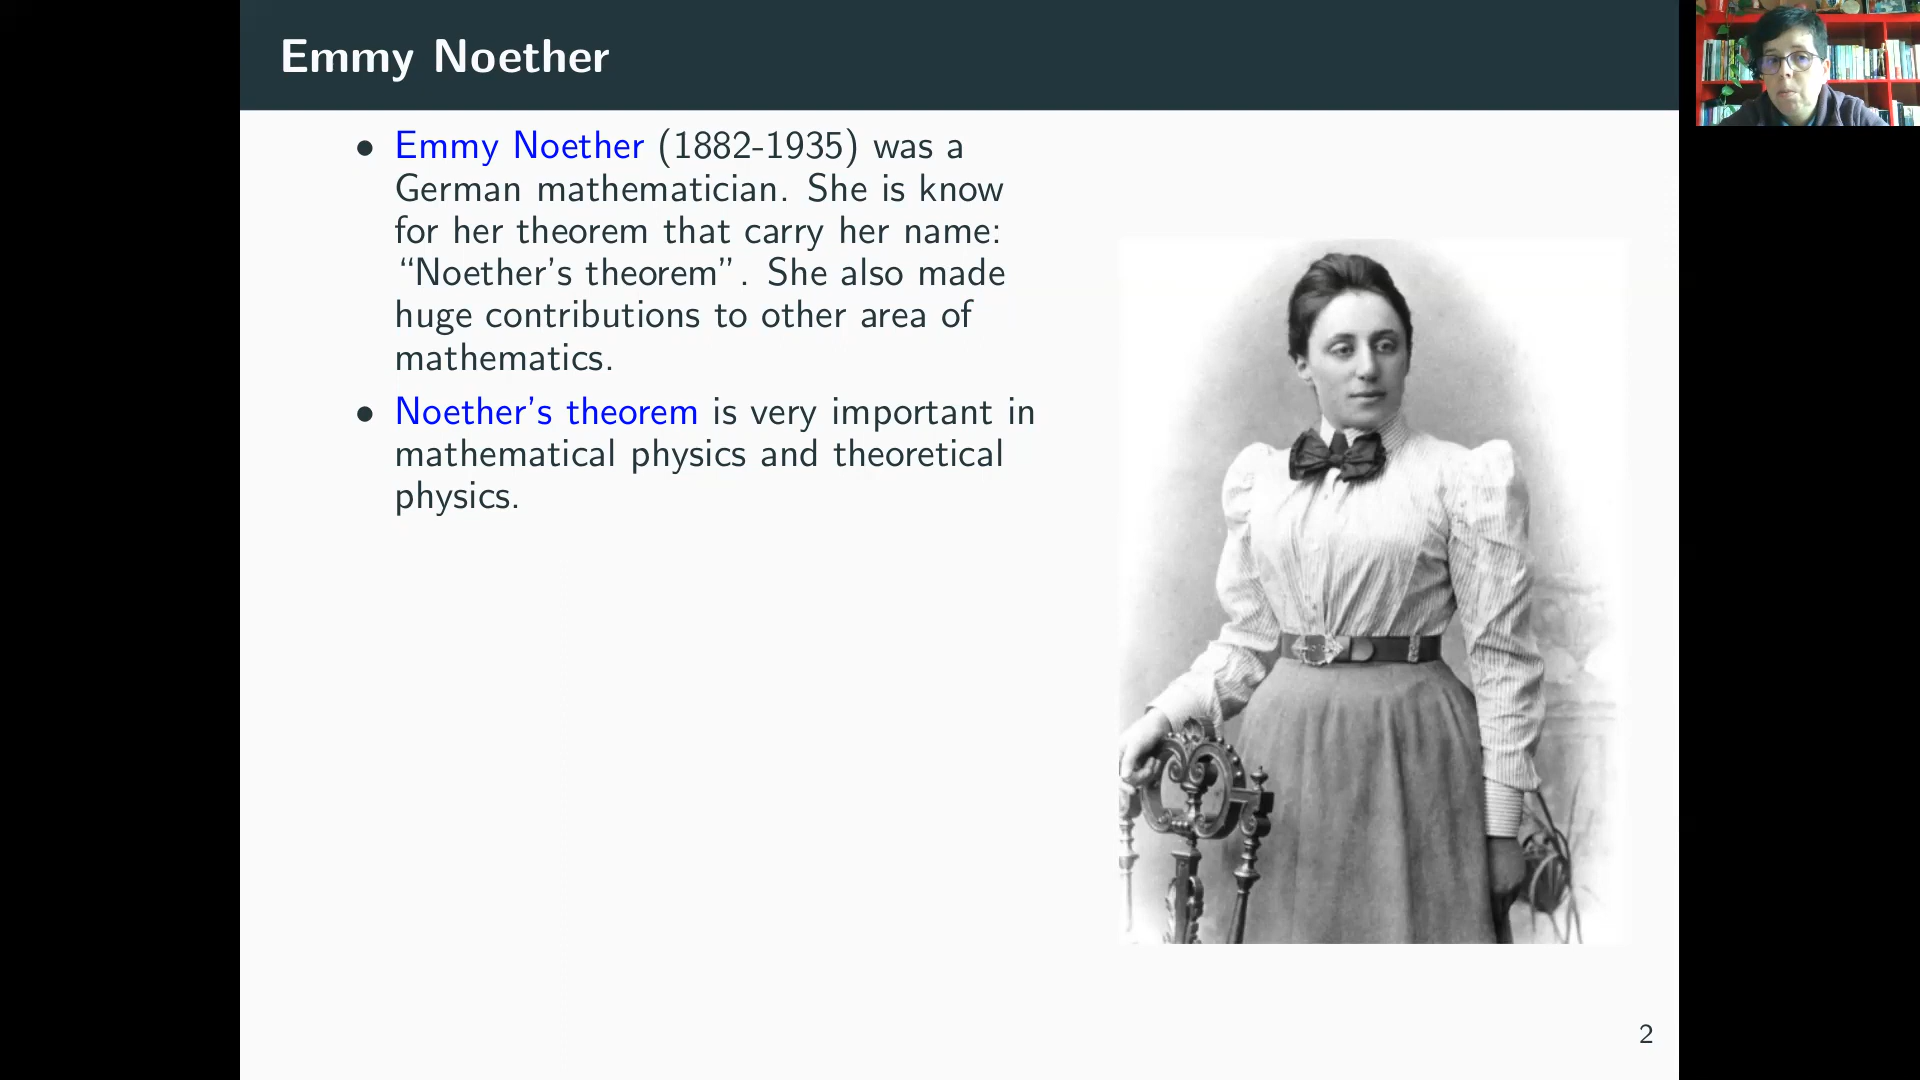 Emmy Noether
• Emmy Noether (1882-1935) was a
German mathematician. She is know
for her theorem that carry her name:
“Noether’s theorem”. She also made
huge contributions to other area of
mathematics.
• Noether’s theorem is very important in
mathematical physics and theoretical
physics.
2